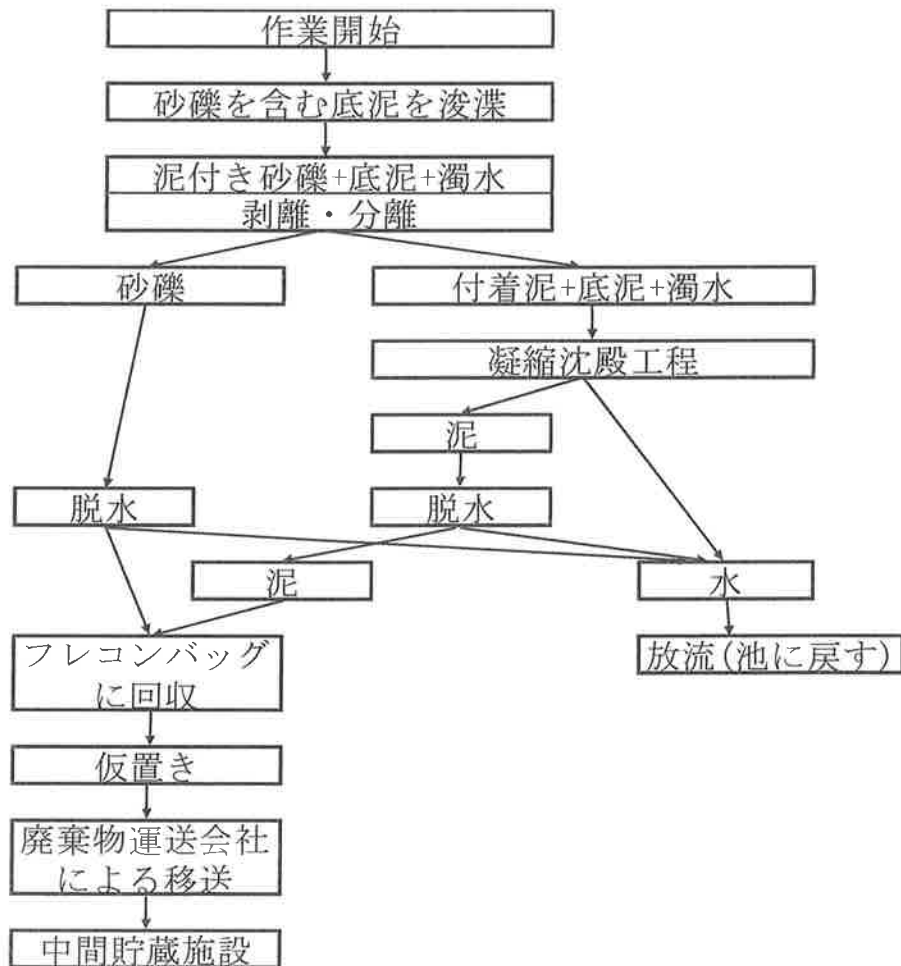 作業開始
砂礫を含む底泥を浚渫
泥付き砂礫+底泥+濁水
剥離・分離
砂礫
付着泥+底泥+濁水
凝縮沈殿工程
泥
脱水
脱水
泥
水
フレコンバッグ
に回収
放流(池に戻す)
仮置き
廃棄物運送会社
による移送
中間貯蔵施設